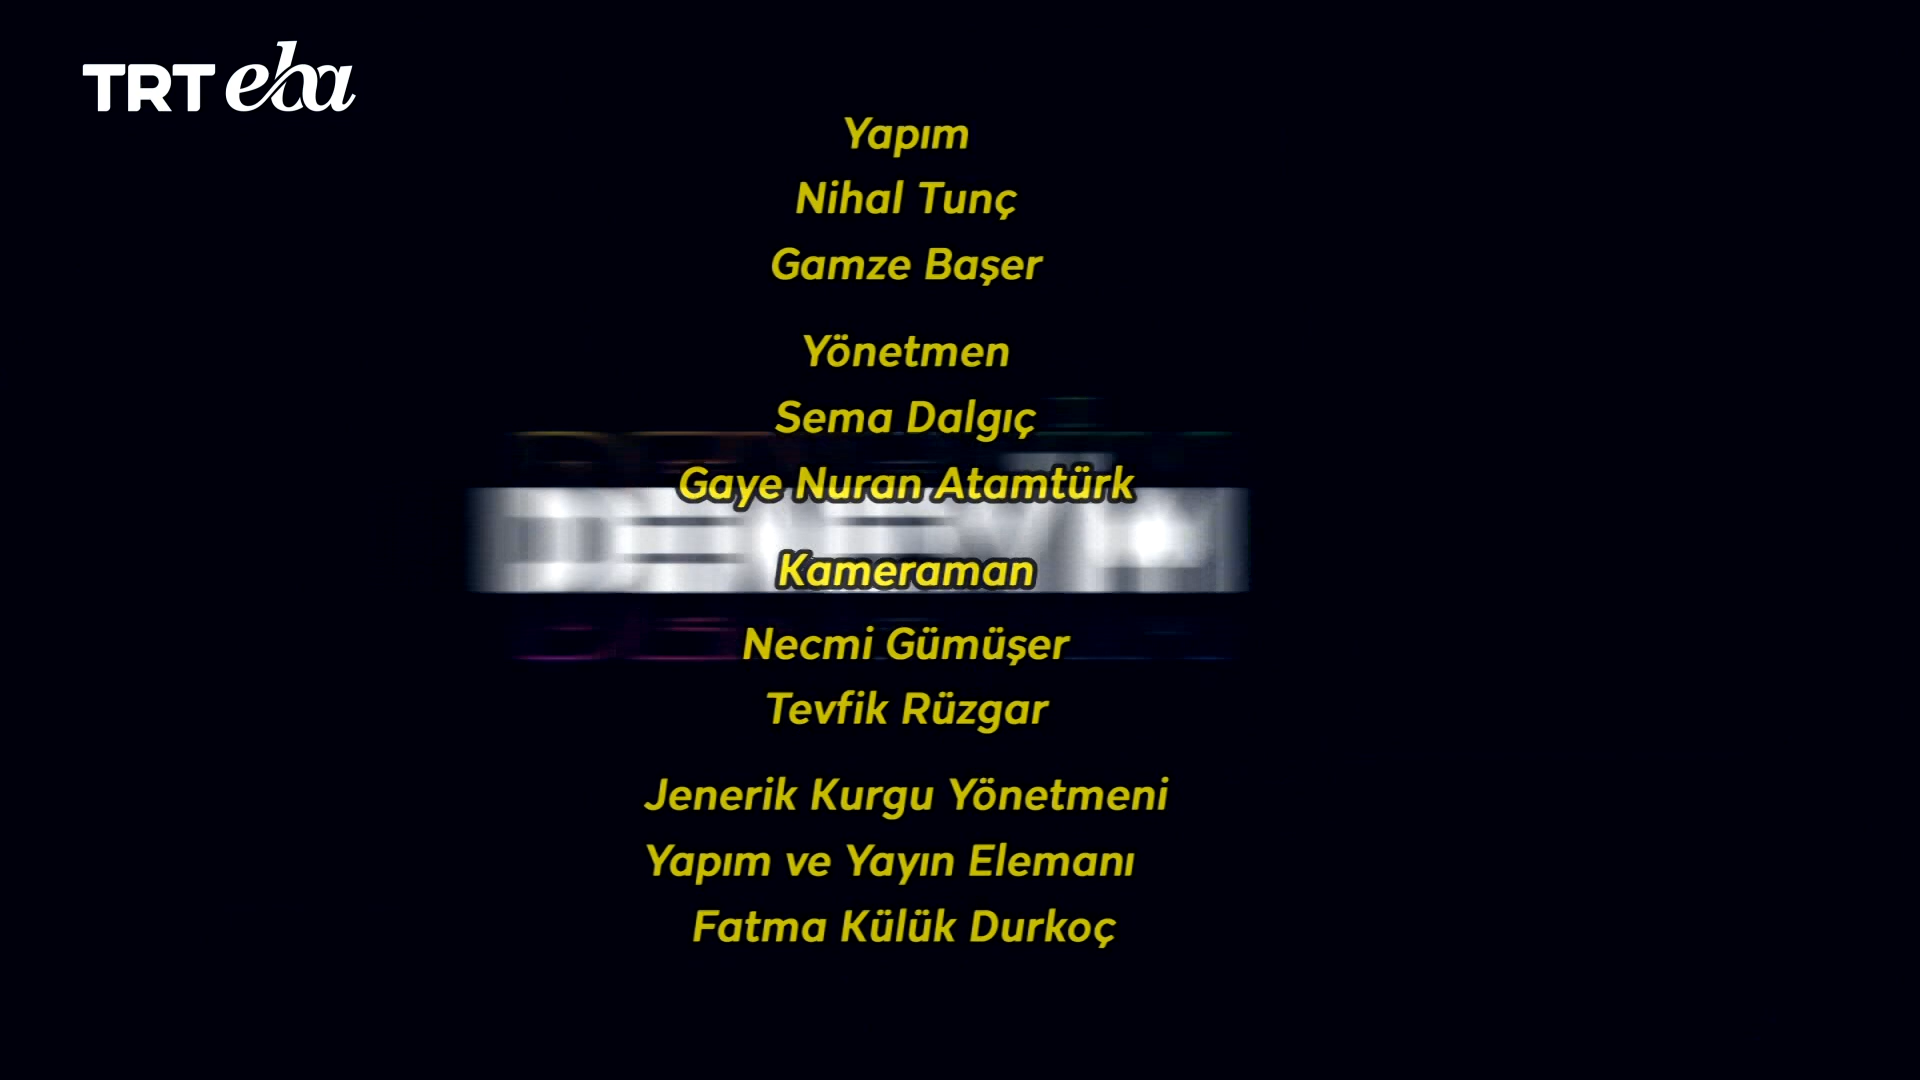 TRT eba
Yapım
Nihal Tunç
Gamze Başer
Yönetmen
Sema Dalgıç
Gaye Nuran Atamtürk
Kameraman
Necmi Gümüşer
Tevfik Rüzgar
Jenerik Kurgu Yönetmeni
Yapım ve Yayın Elemanı
Fatma Külük Durkoç